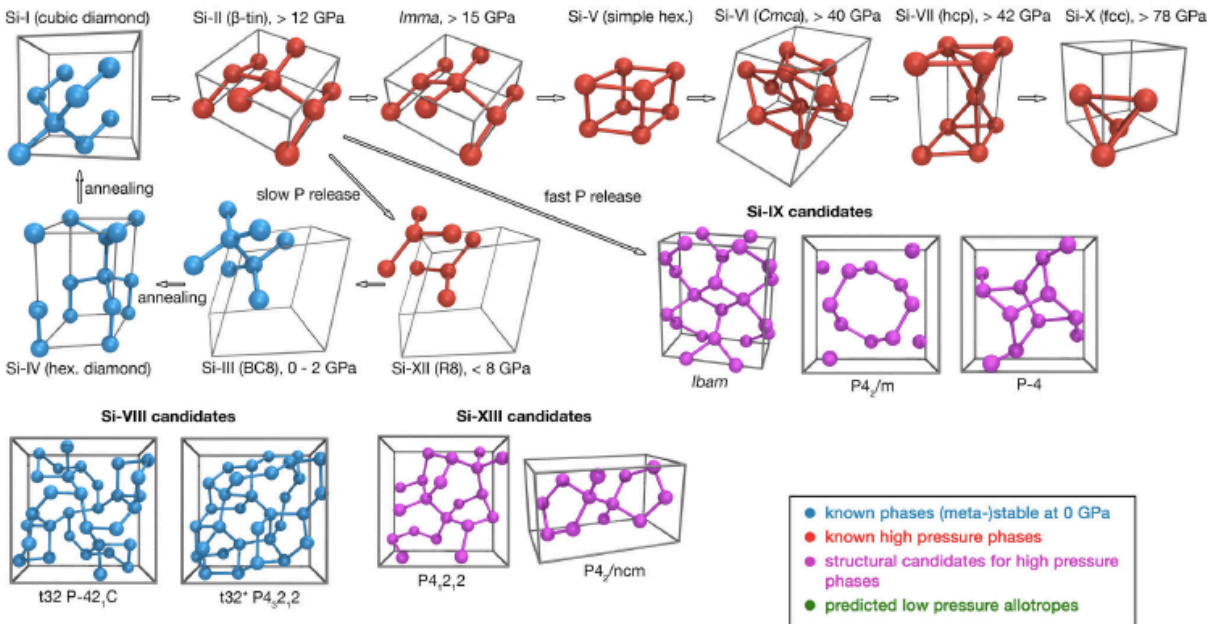 Si-I (cubic diamond) Si-II (β-tin), > 12 GPa Imma, > 15 GPa Si-V (simple hex.) Si-VI (Cmca), > 40 GPa Si-VII (hcp), > 42 GPa Si-X (fcc), > 78 GPa
annealing
slow P release
fast P release
Si-IX candidates
annealing
Si-IV (hex. diamond) Si-III (BC8), 0 - 2 GPa Si-XII (R8), < 8 GPa
Ibam
P4₂/m
P-4
Si-VIII candidates
Si-XIII candidates
t32 P-42₁C
t32* P4₃2₁2
P4₁2₁2
P4₂/ncm
known phases (meta-)stable at 0 GPa
known high pressure phases
structural candidates for high pressure
phases
predicted low pressure allotropes